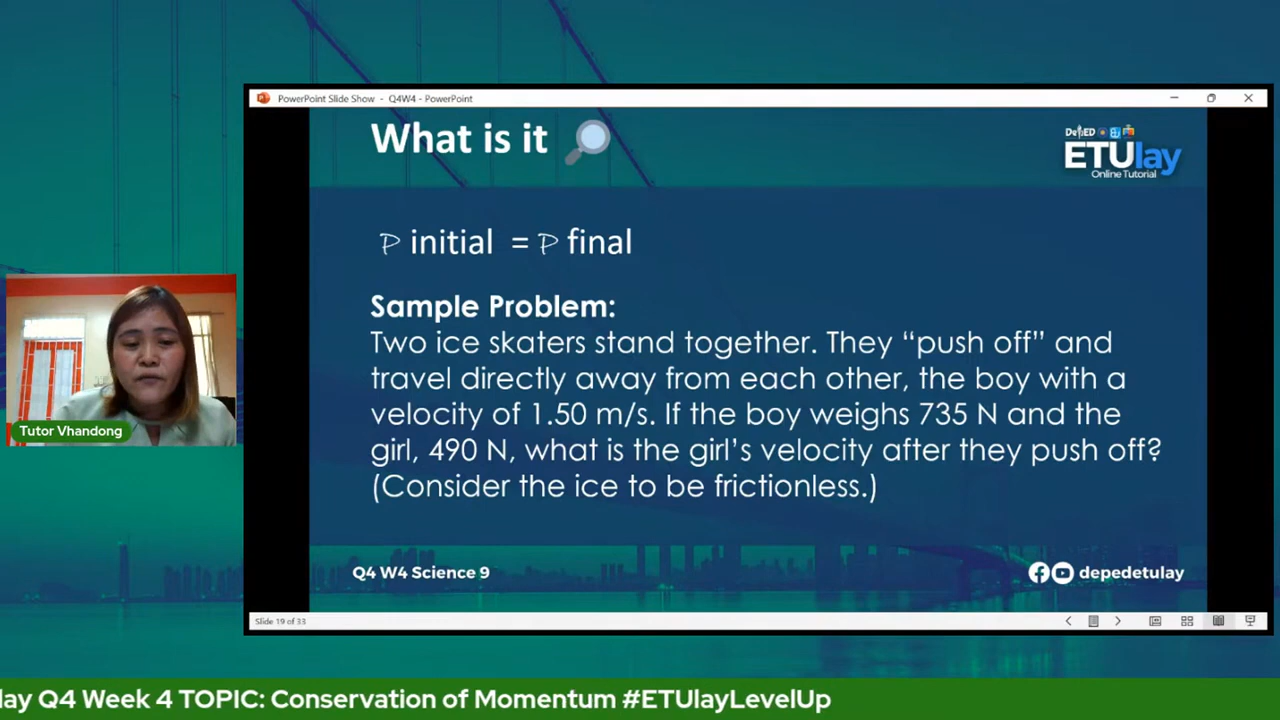 PowerPoint Slide Show - Q4W4 - PowerPoint
What is it
DepED
ETUlay
Online Tutorial
P initial = P final
Sample Problem:
Two ice skaters stand together. They “push off” and
travel directly away from each other, the boy with a
velocity of 1.50 m/s. If the boy weighs 735 N and the
girl, 490 N, what is the girl’s velocity after they push off?
(Consider the ice to be frictionless.)
Tutor Vhandong
Q4 W4 Science 9
depedetulay
Slide 19 of 33
lay Q4 Week 4 TOPIC: Conservation of Momentum #ETUlayLevelUp